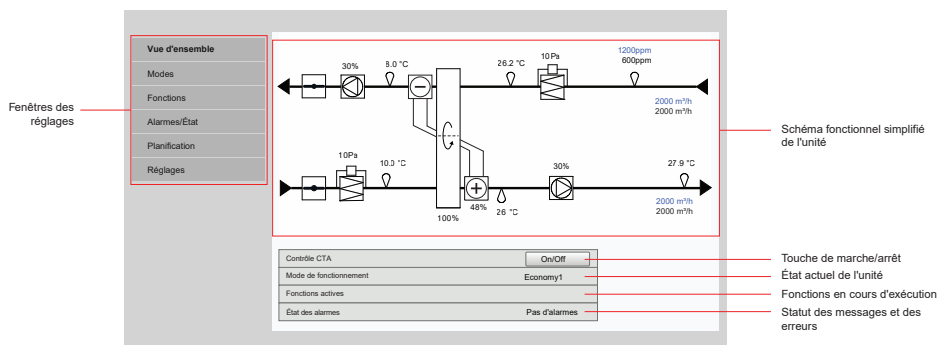 Fenêtres des
réglages
Vue d'ensemble
Modes
Fonctions
Alarmes/État
Planification
Réglages
30%
8.0 °C
26.2 °C
10Pa
1200ppm
600ppm
2000 m³/h
2000 m³/h
10Pa
10.0 °C
100%
48%
26 °C
30%
27.9 °C
2000 m³/h
2000 m³/h
Schéma fonctionnel simplifié
de l'unité
Contrôle CTA
On/Off
Touche de marche/arrêt
Mode de fonctionnement
Economy1
État actuel de l'unité
Fonctions actives
Fonctions en cours d'exécution
État des alarmes
Pas d'alarmes
Statut des messages et des
erreurs